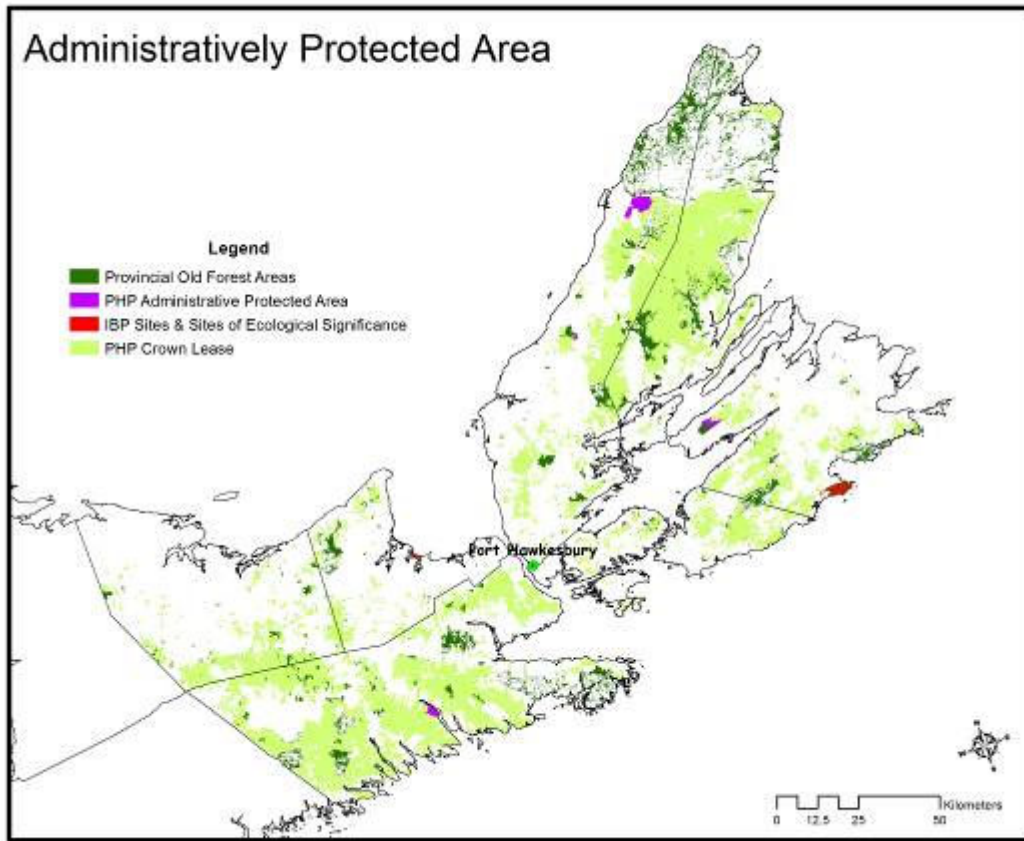 Administratively Protected Area
Legend
Provincial Old Forest Areas
PHP Administrative Protected Area
IBP Sites & Sites of Ecological Significance
PHP Crown Lease
Port Hawkesbury
Kilometers
0 12.5 25 50